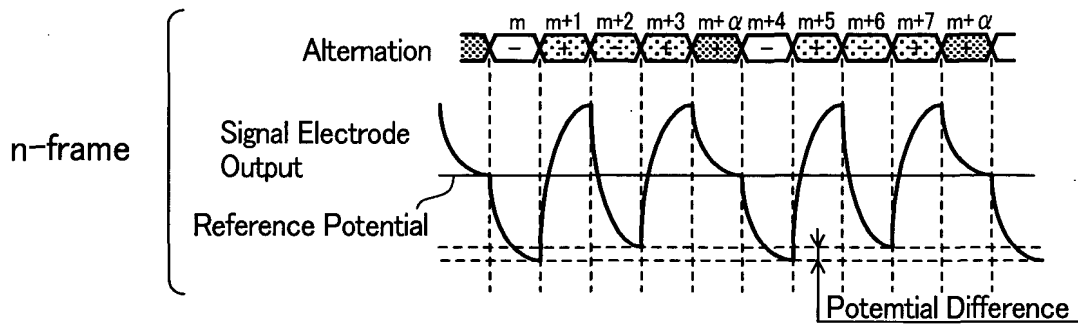 m m+1 m+2 m+3 m+α m+4 m+5 m+6 m+7 m+α
Alternation − + − + + − + − + +
n-frame
Signal Electrode
Output
Reference Potential
Potemtial Difference